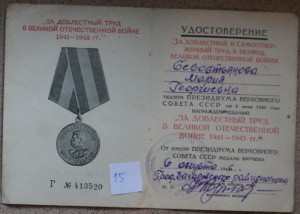 „ЗА ДОБЛЕСТНЫЙ ТРУД
В ВЕЛИКОЙ ОТЕЧЕСТВЕННОЙ ВОЙНЕ
1941—1945 гг."
Г № 413520
15
УДОСТОВЕРЕНИЕ
ЗА ДОБЛЕСТНЫЙ И САМООТВЕР-
ЖЕННЫЙ ТРУД В ПЕРИОД
ВЕЛИКОЙ ОТЕЧЕСТВЕННОЙ ВОЙНЫ
Севостьянова
Мария
Георгиевна
УКАЗОМ ПРЕЗИДИУМА ВЕРХОВНОГО
СОВЕТА СССР от 6 июня 1945 года
НАГРАЖДЕН МЕДАЛЬЮ
„ЗА ДОБЛЕСТНЫЙ ТРУД
В ВЕЛИКОЙ ОТЕЧЕСТВЕННОЙ
ВОЙНЕ 1941—1945 гг."
От имени ПРЕЗИДИУМА ВЕРХОВНОГО
СОВЕТА СССР МЕДАЛЬ ВРУЧЕНА
6